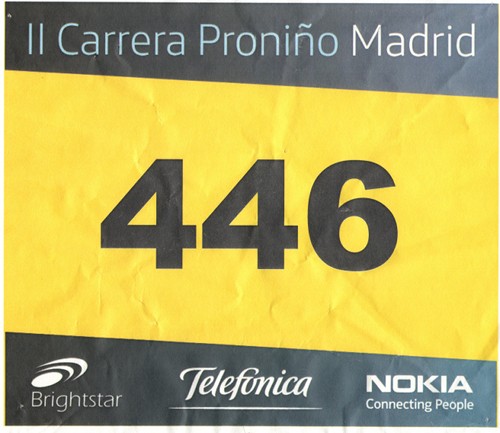 II Carrera Proniño Madrid
446
Brightstar
Telefónica
NOKIA
Connecting People